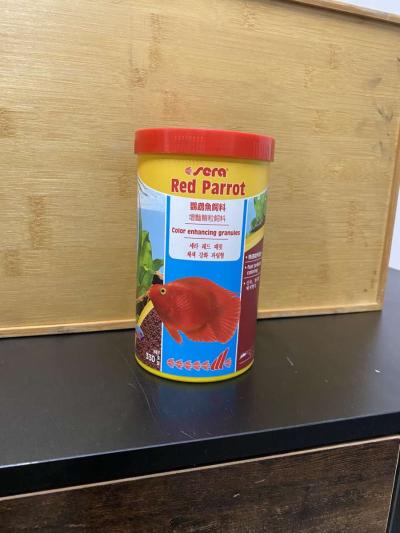 sera
Red Parrot
鸚鵡魚飼料
增豔顆粒飼料
Color enhancing granules
세라 레드 패럿
색채 강화 과립형
330